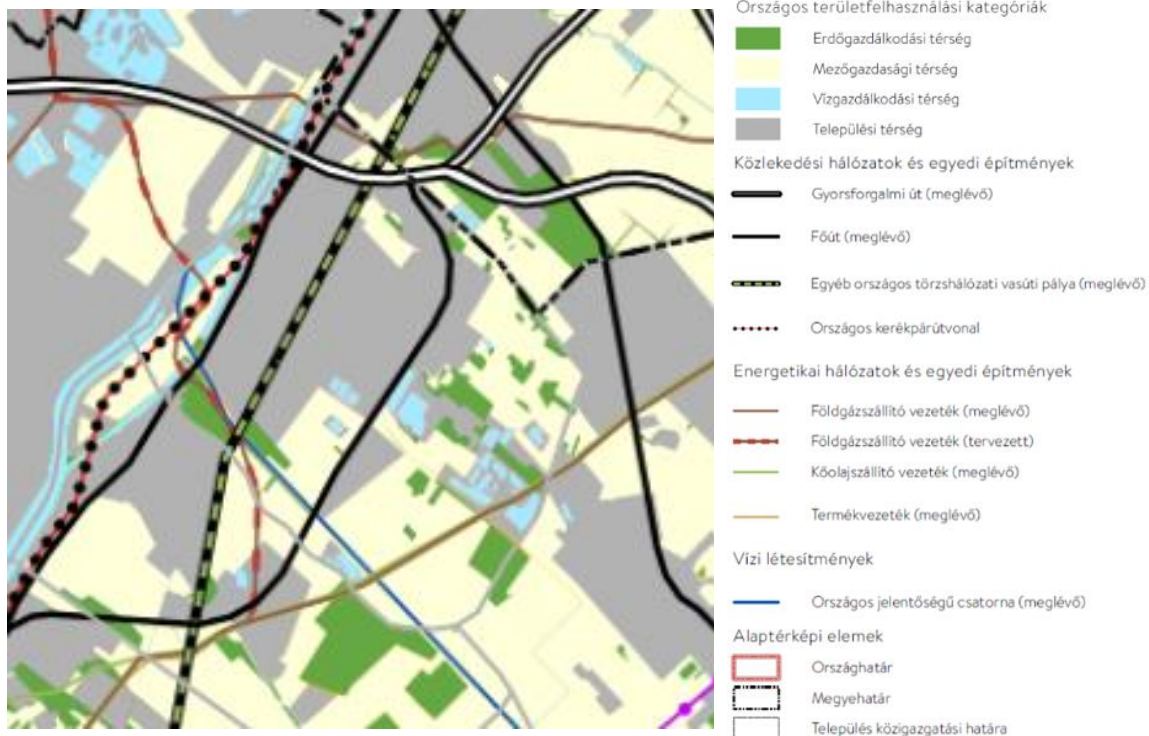 Országos területfelhasználási kategóriák
Erdőgazdálkodási térség
Mezőgazdasági térség
Vízgazdálkodási térség
Települési térség
Közlekedési hálózatok és egyedi építmények
Gyorsforgalmi út (meglévő)
Főút (meglévő)
Egyéb országos törzshálózati vasúti pálya (meglévő)
Országos kerékpárútvonal
Energetikai hálózatok és egyedi építmények
Földgázszállító vezeték (meglévő)
Földgázszállító vezeték (tervezett)
Kőolajszállító vezeték (meglévő)
Termékvezeték (meglévő)
Vízi létesítmények
Országos jelentőségű csatorna (meglévő)
Alaptérképi elemek
Országhatár
Megyehatár
Település közigazgatási határa